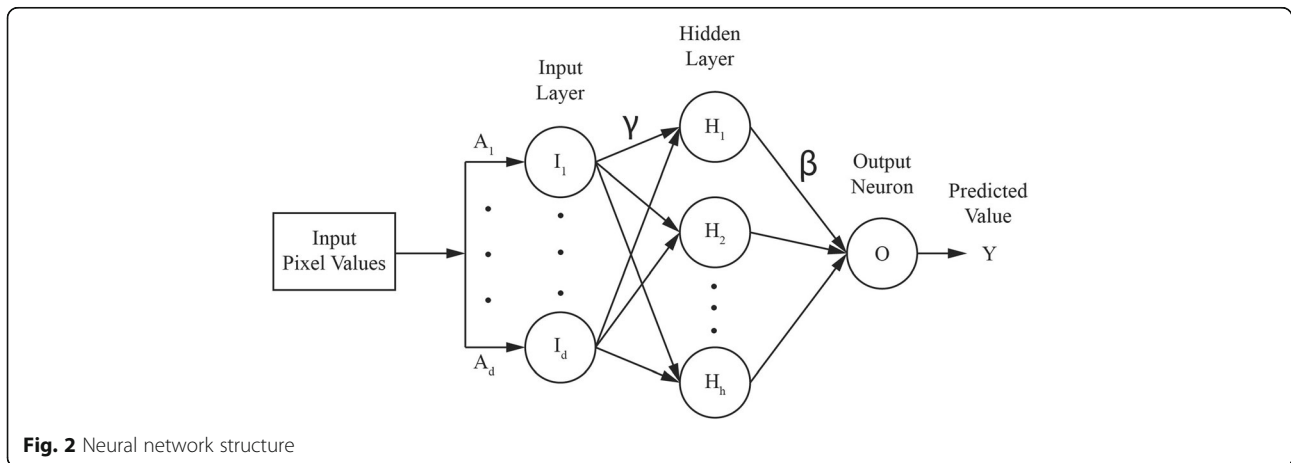 Hidden
Layer
Input
Layer
γ
H1
A1
I1
β
Output
Neuron
Predicted
Value
Input
Pixel Values
H2
O
Y
Id
Ad
Hh
Fig. 2 Neural network structure